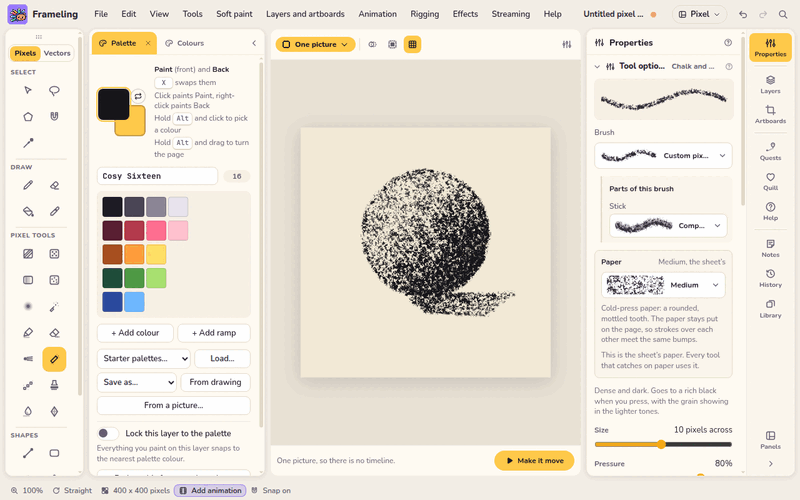 Frameling
File Edit View Tools Soft paint Layers and artboards Animation Rigging Effects Streaming Help
Untitled pixel ...
Pixel
Pixels Vectors
SELECT
DRAW
PIXEL TOOLS
SHAPES
Palette
Colours
Paint (front) and Back
X swaps them
Click paints Paint, right-
click paints Back
Hold Alt and click to pick
a colour
Hold Alt and drag to turn
the page
Cosy Sixteen 16
+ Add colour + Add ramp
Starter palettes... Load...
Save as... From drawing
From a picture...
Lock this layer to the palette
Everything you paint on this layer snaps to
the nearest palette colour.
One picture
One picture, so there is no timeline.
Make it move
Properties
Tool optio... Chalk and ...
Brush
Custom pix...
Parts of this brush
Stick
Comp...
Paper Medium, the sheet's
Medium
Cold-press paper: a rounded,
mottled tooth. The paper stays put
on the page, so strokes over each
other meet the same bumps.
This is the sheet's paper. Every tool
that catches on paper uses it.
Dense and dark. Goes to a rich black
when you press, with the grain showing
in the lighter tones.
Size 10 pixels across
Pressure 80%
Properties
Layers
Artboards
Quests
Quill
Help
Notes
History
Library
Panels
100% Straight 400 x 400 pixels Add animation Snap on